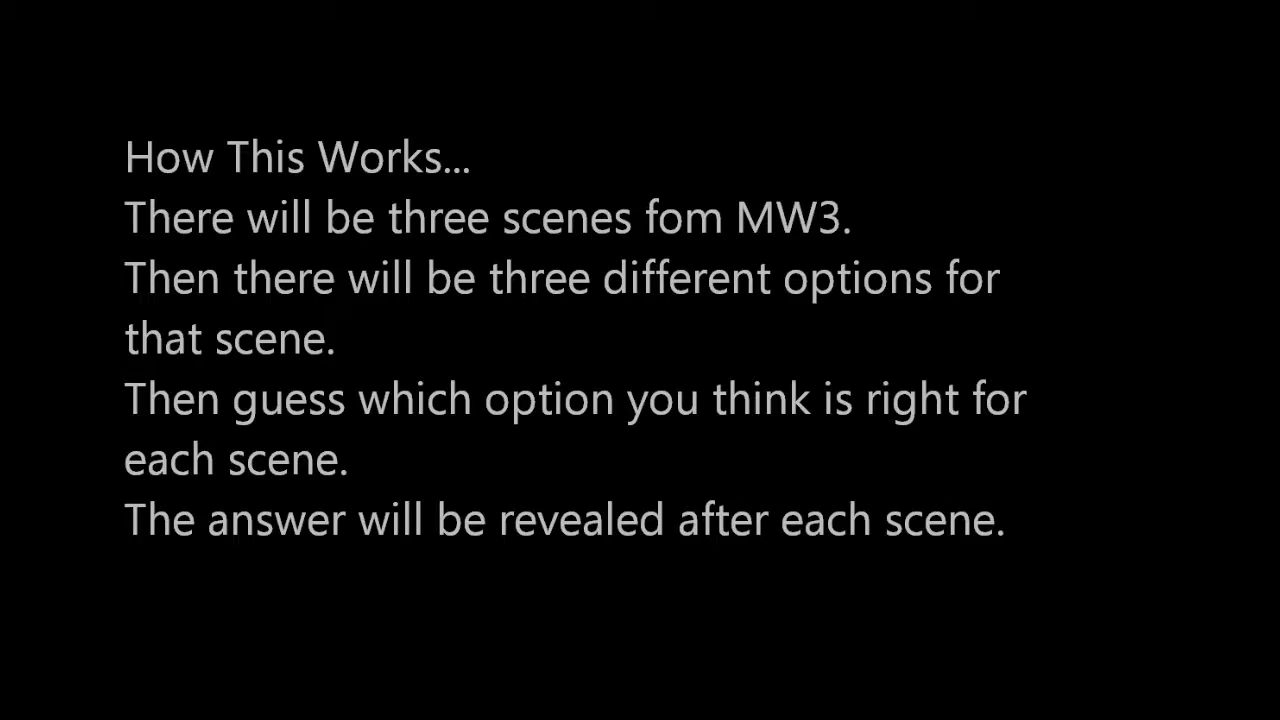 How This Works...
There will be three scenes fom MW3.
Then there will be three different options for
that scene.
Then guess which option you think is right for
each scene.
The answer will be revealed after each scene.